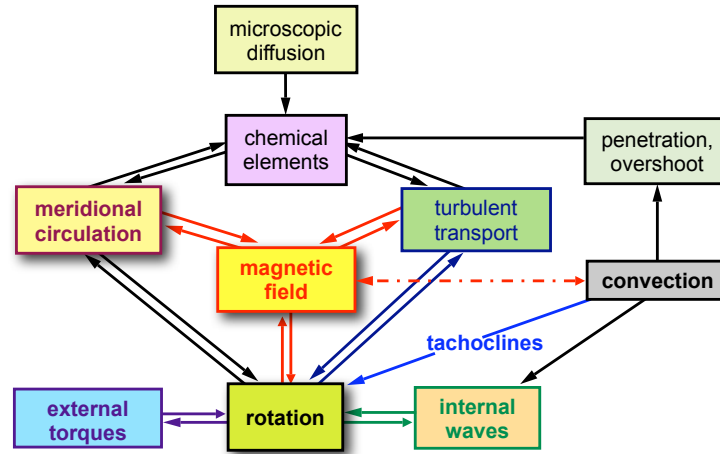 microscopic
diffusion
chemical
elements
penetration,
overshoot
meridional
circulation
turbulent
transport
magnetic
field
convection
tachoclines
external
torques
rotation
internal
waves